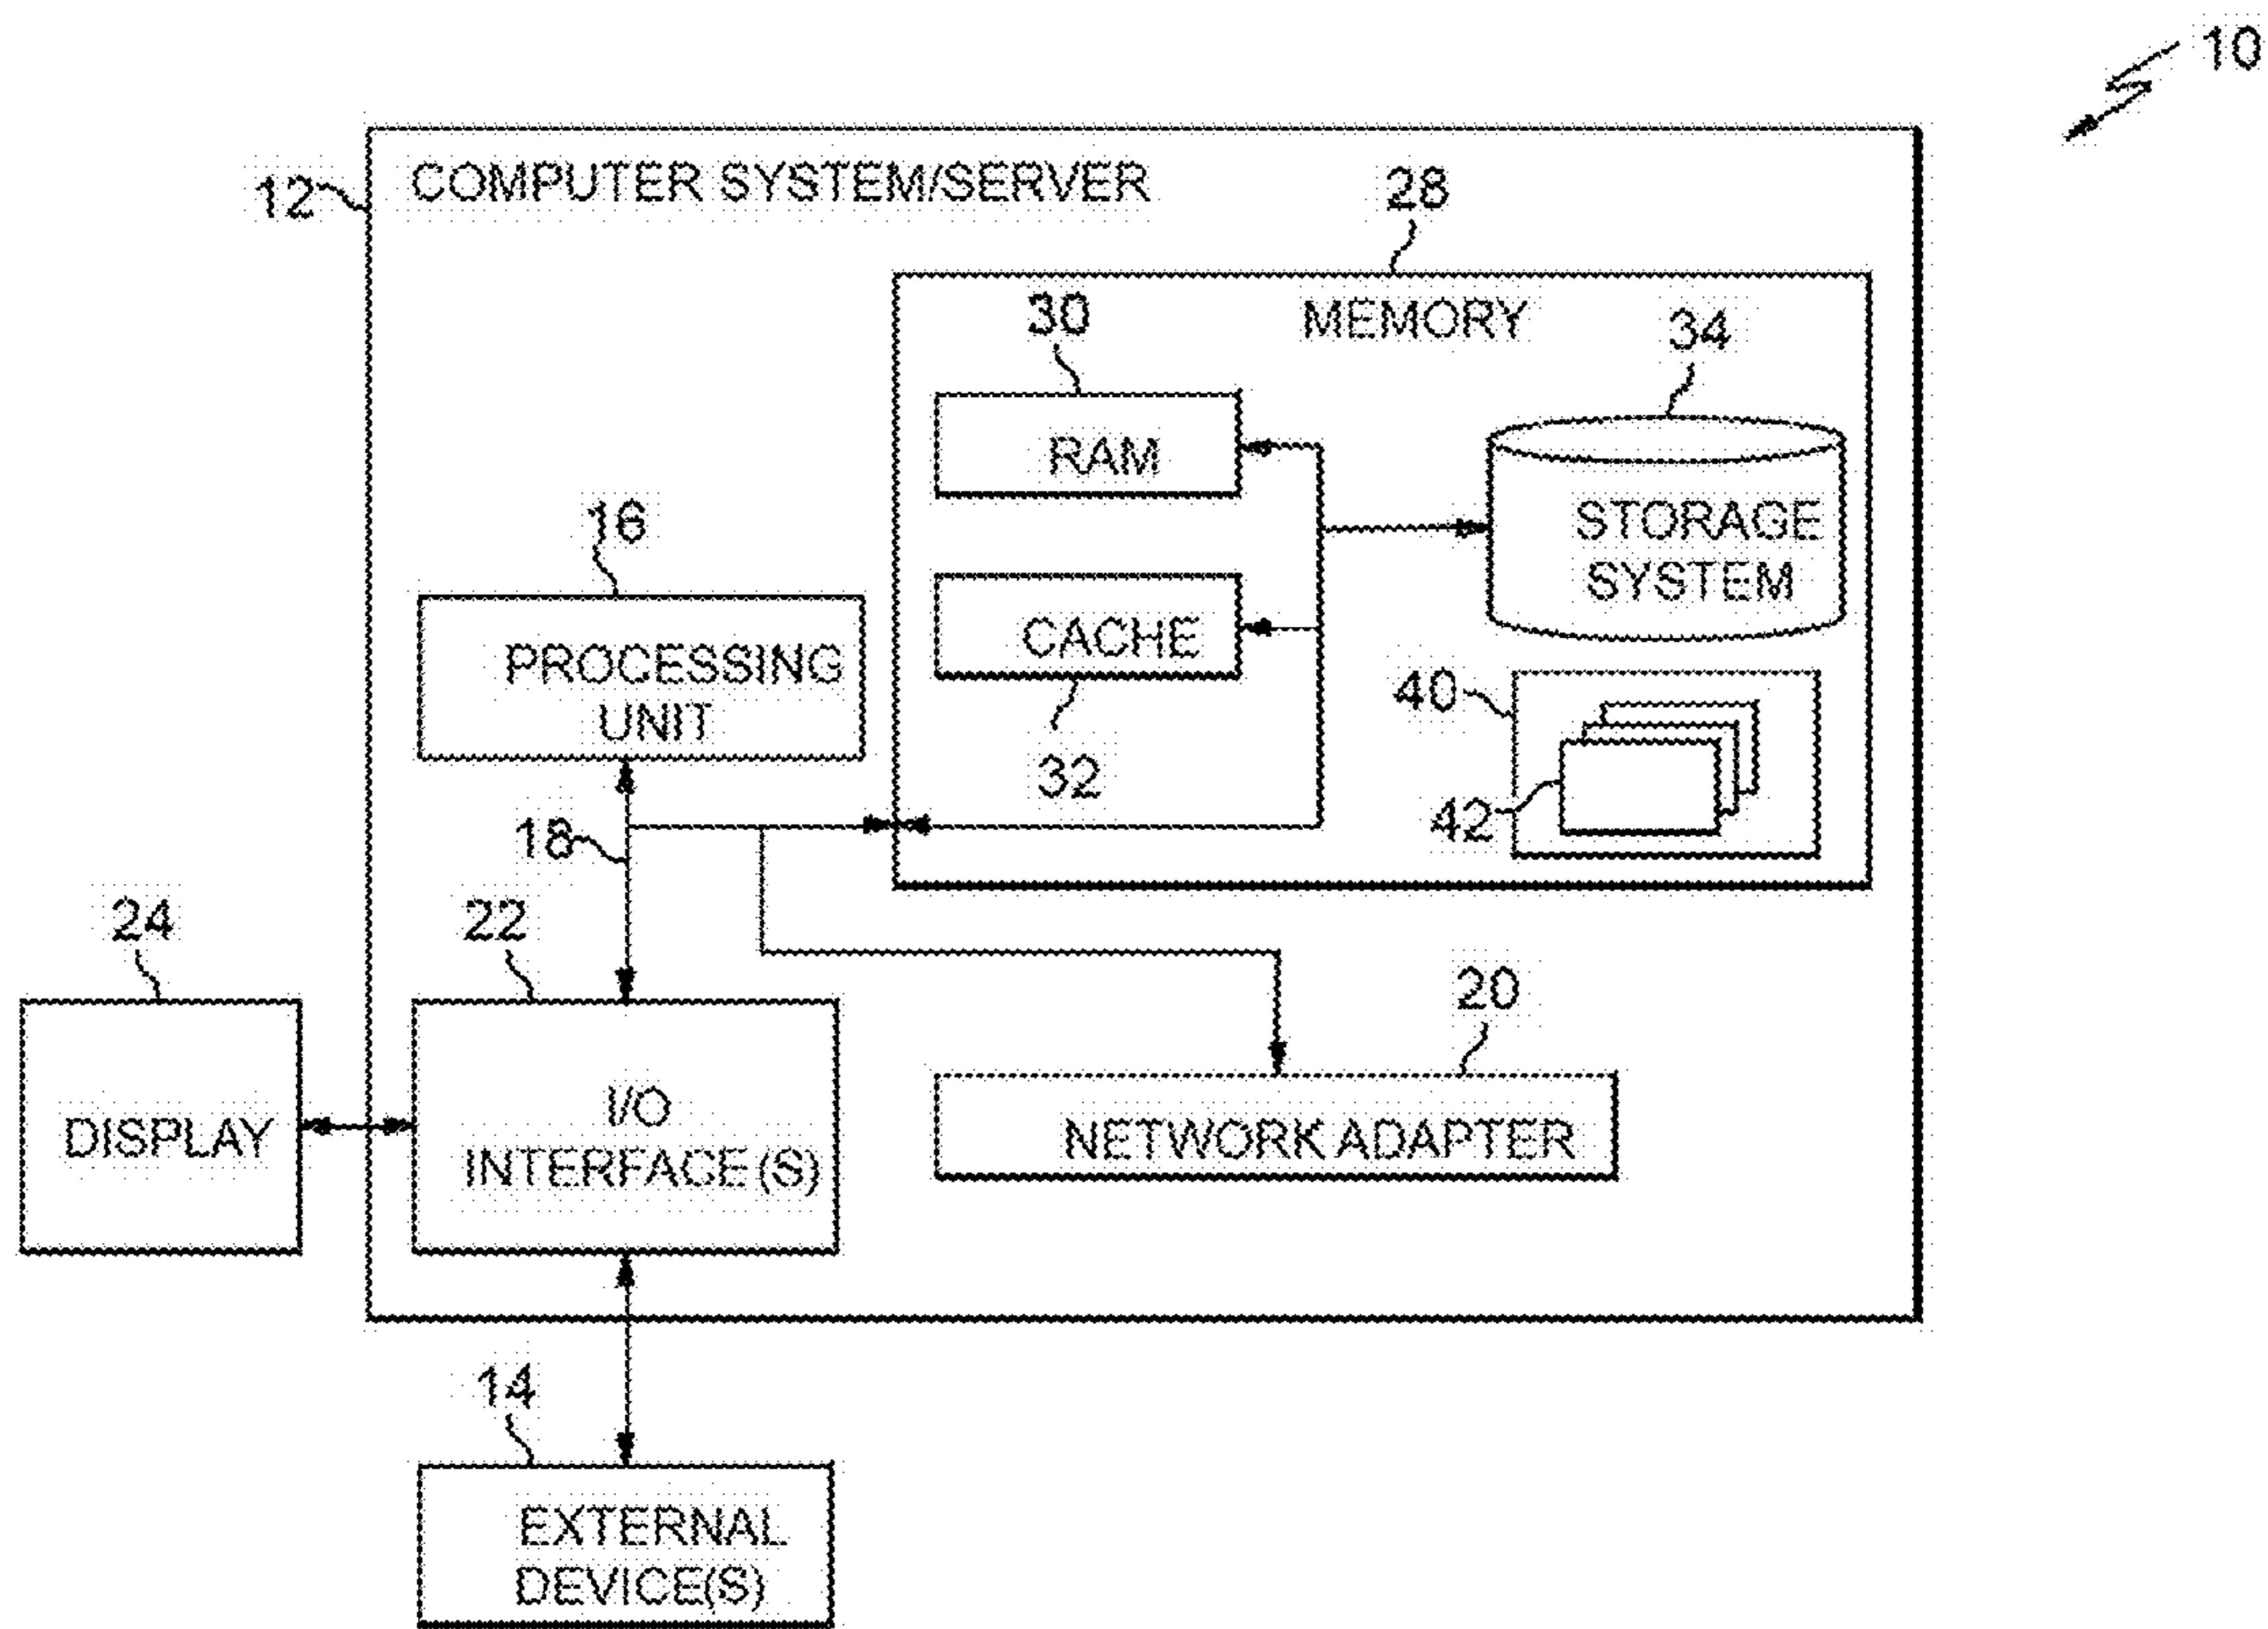 10
12
COMPUTER SYSTEM/SERVER
28
MEMORY
30
34
RAM
STORAGE
SYSTEM
16
PROCESSING
UNIT
CACHE
32
40
42
18
24
22
20
DISPLAY
I/O
INTERFACE(S)
NETWORK ADAPTER
14
EXTERNAL
DEVICE(S)